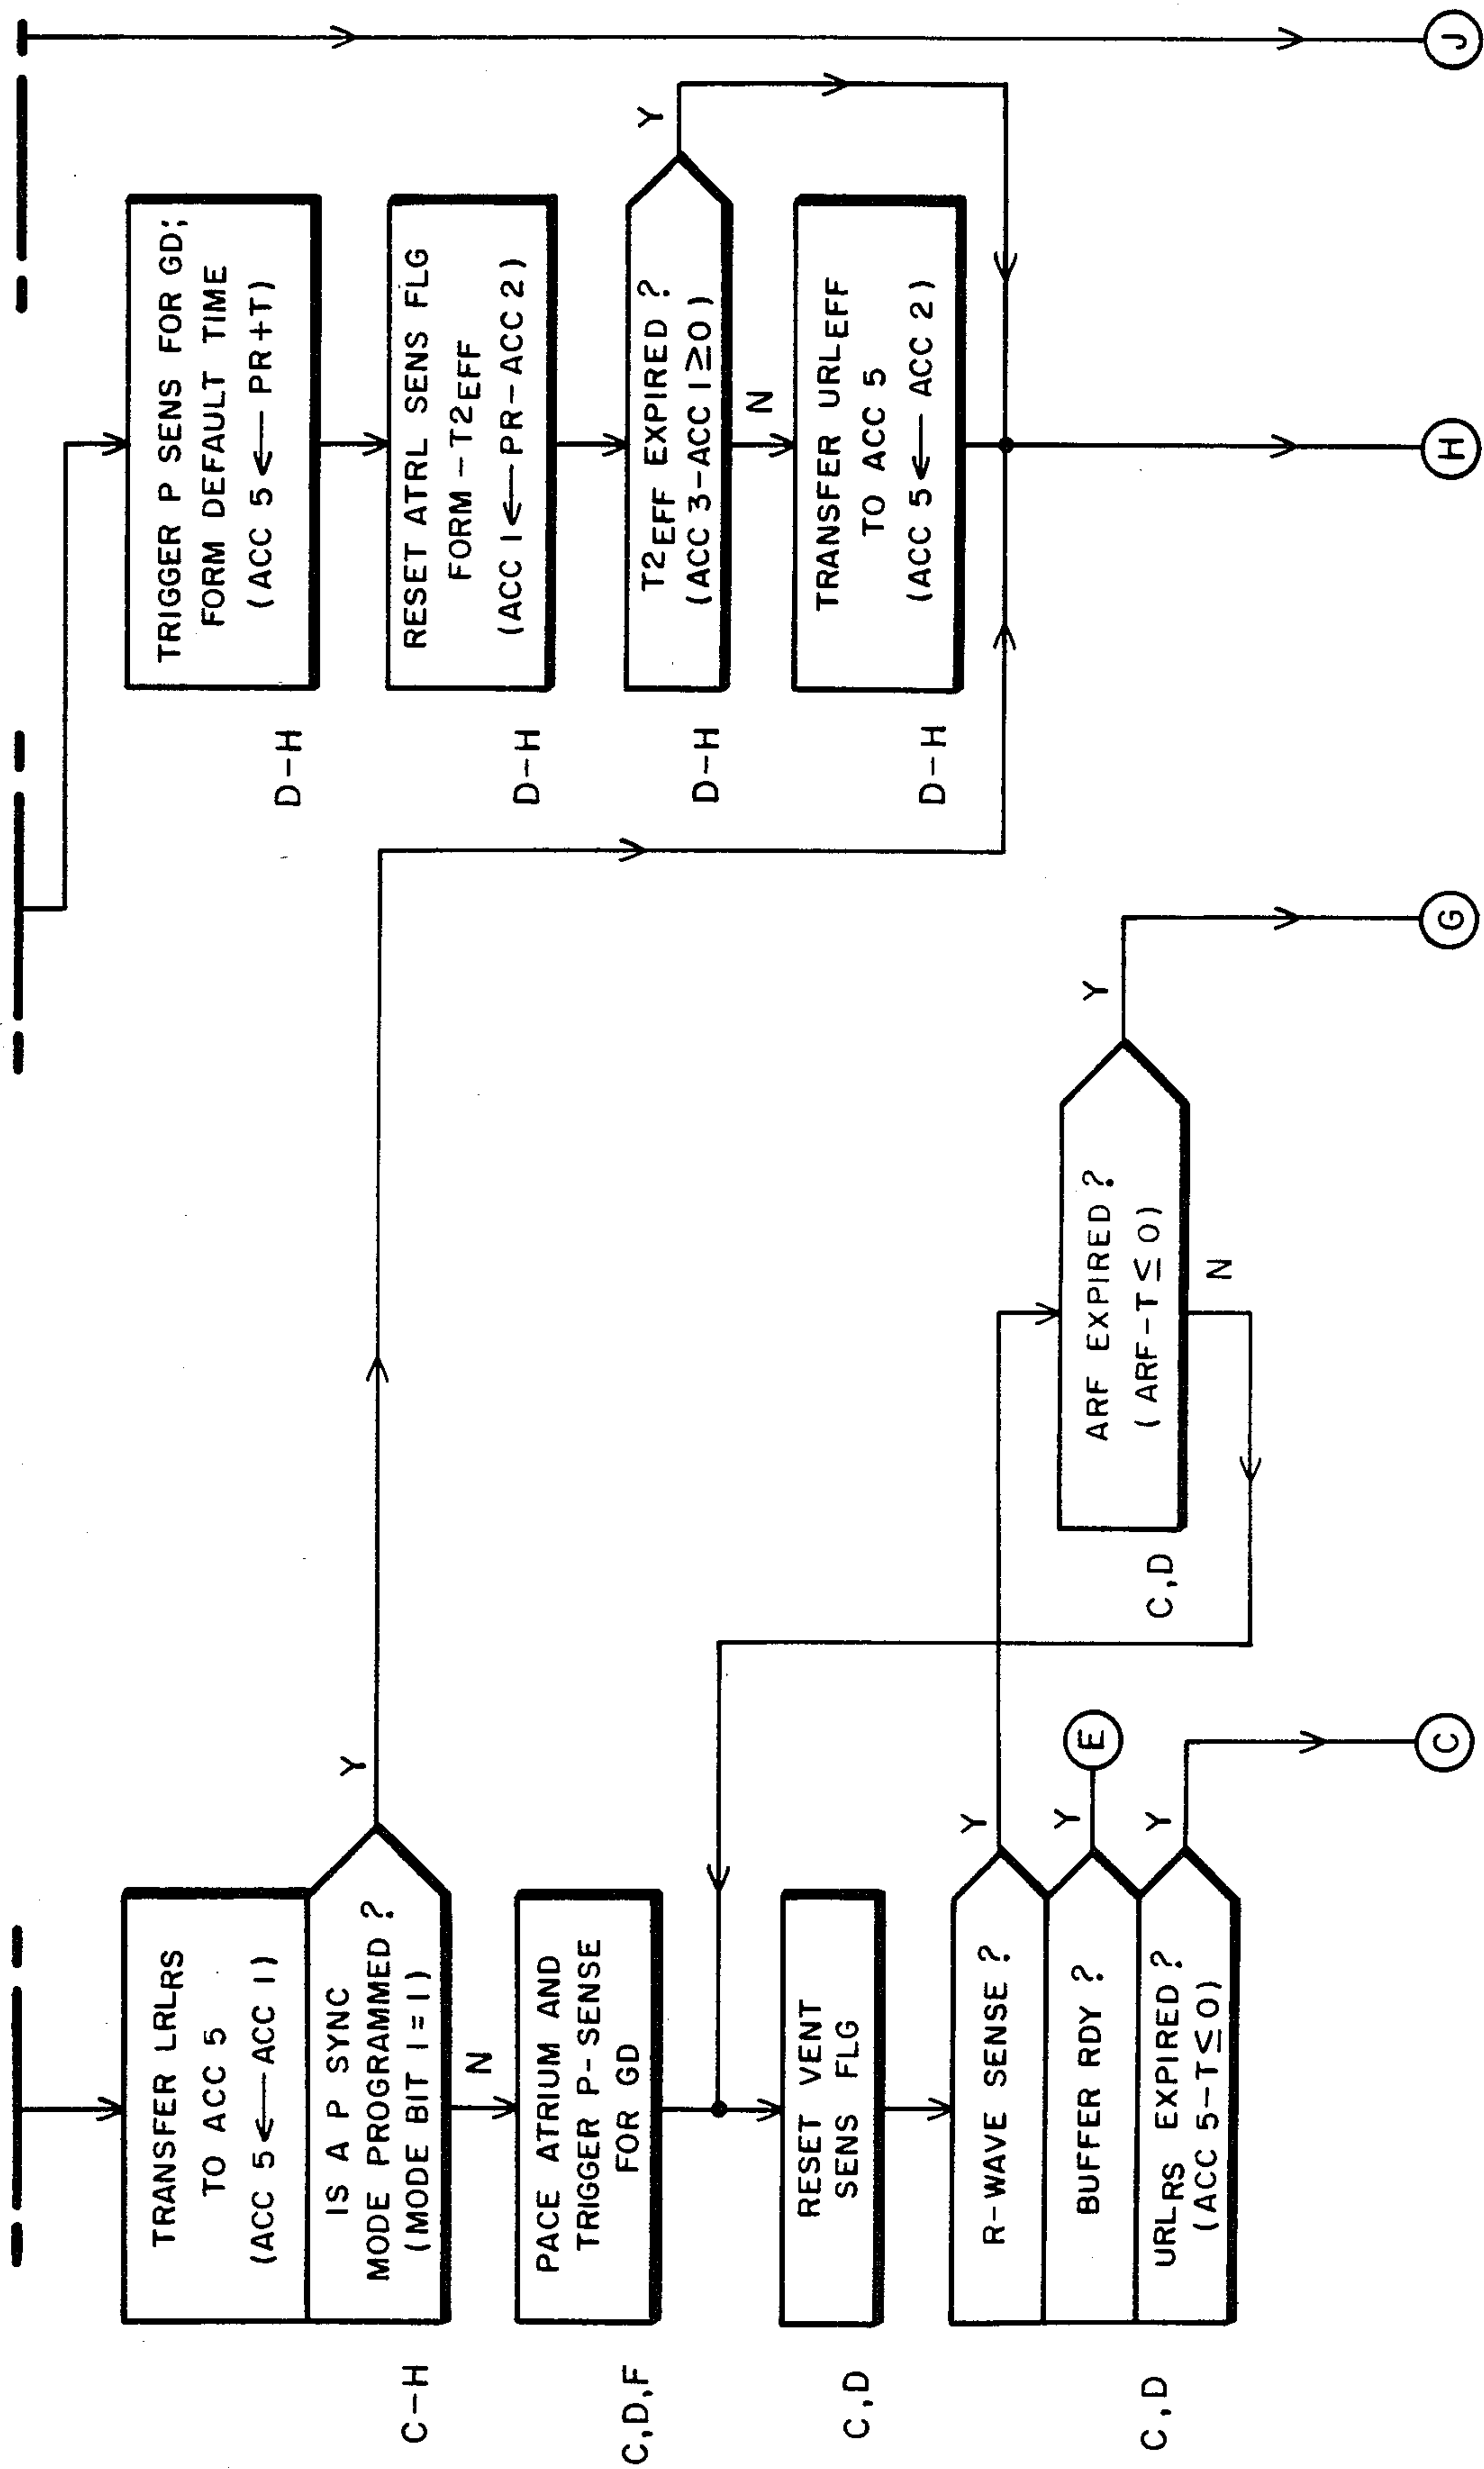 TRANSFER LRLRS
TO ACC 5
(ACC 5 ← ACC 1)
IS A P SYNC
MODE PROGRAMMED ?
(MODE BIT 1 = 1)
Y
N
C-H
PACE ATRIUM AND
TRIGGER P-SENSE
FOR GD
C,D,F
RESET VENT
SENS FLG
C,D
R-WAVE SENSE ?
Y
BUFFER RDY ?
Y
E
URLRS EXPIRED ?
(ACC 5-T ≤ 0)
Y
C,D
C
ARF EXPIRED ?
(ARF-T ≤ 0)
Y
N
C,D
G
TRIGGER P SENS FOR GD;
FORM DEFAULT TIME
(ACC 5 ← PR+T)
D-H
RESET ATRL SENS FLG
FORM -T2EFF
(ACC 1 ← PR-ACC 2)
D-H
T2EFF EXPIRED ?
(ACC 3-ACC 1 ≥ 0)
Y
N
D-H
TRANSFER URLEFF
TO ACC 5
(ACC 5 ← ACC 2)
D-H
H
J